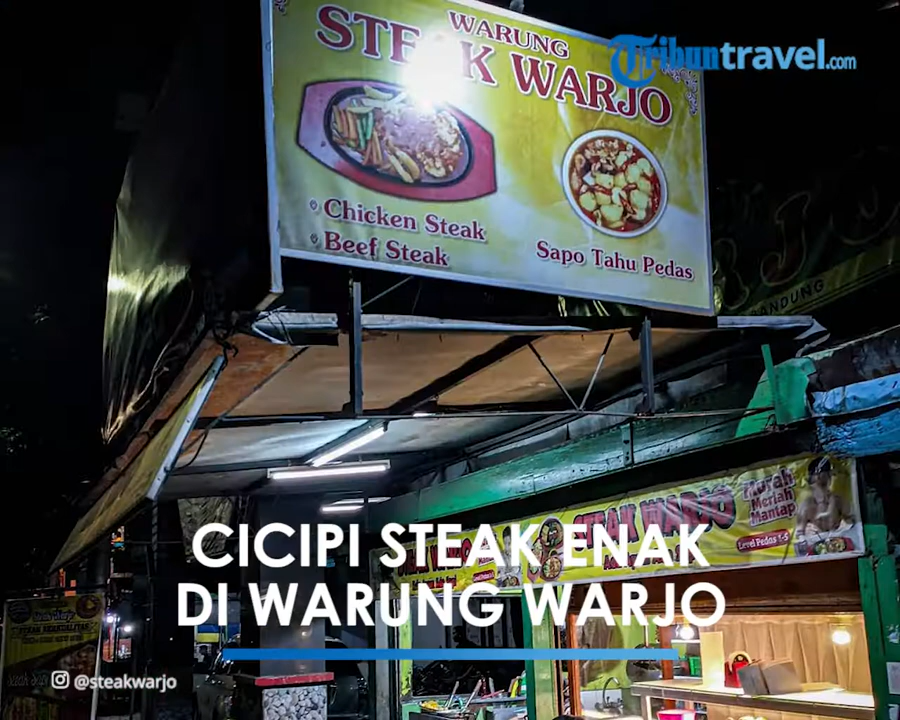 WARUNG
STEAK WARJO
Tribuntravel.com
Chicken Steak
Beef Steak
Sapo Tahu Pedas
BANDUNG
STEAK WARJO
Murah
Meriah
Mantap
Level Pedas 1-5
CICIPI STEAK ENAK
DI WARUNG WARJO
@steakwarjo